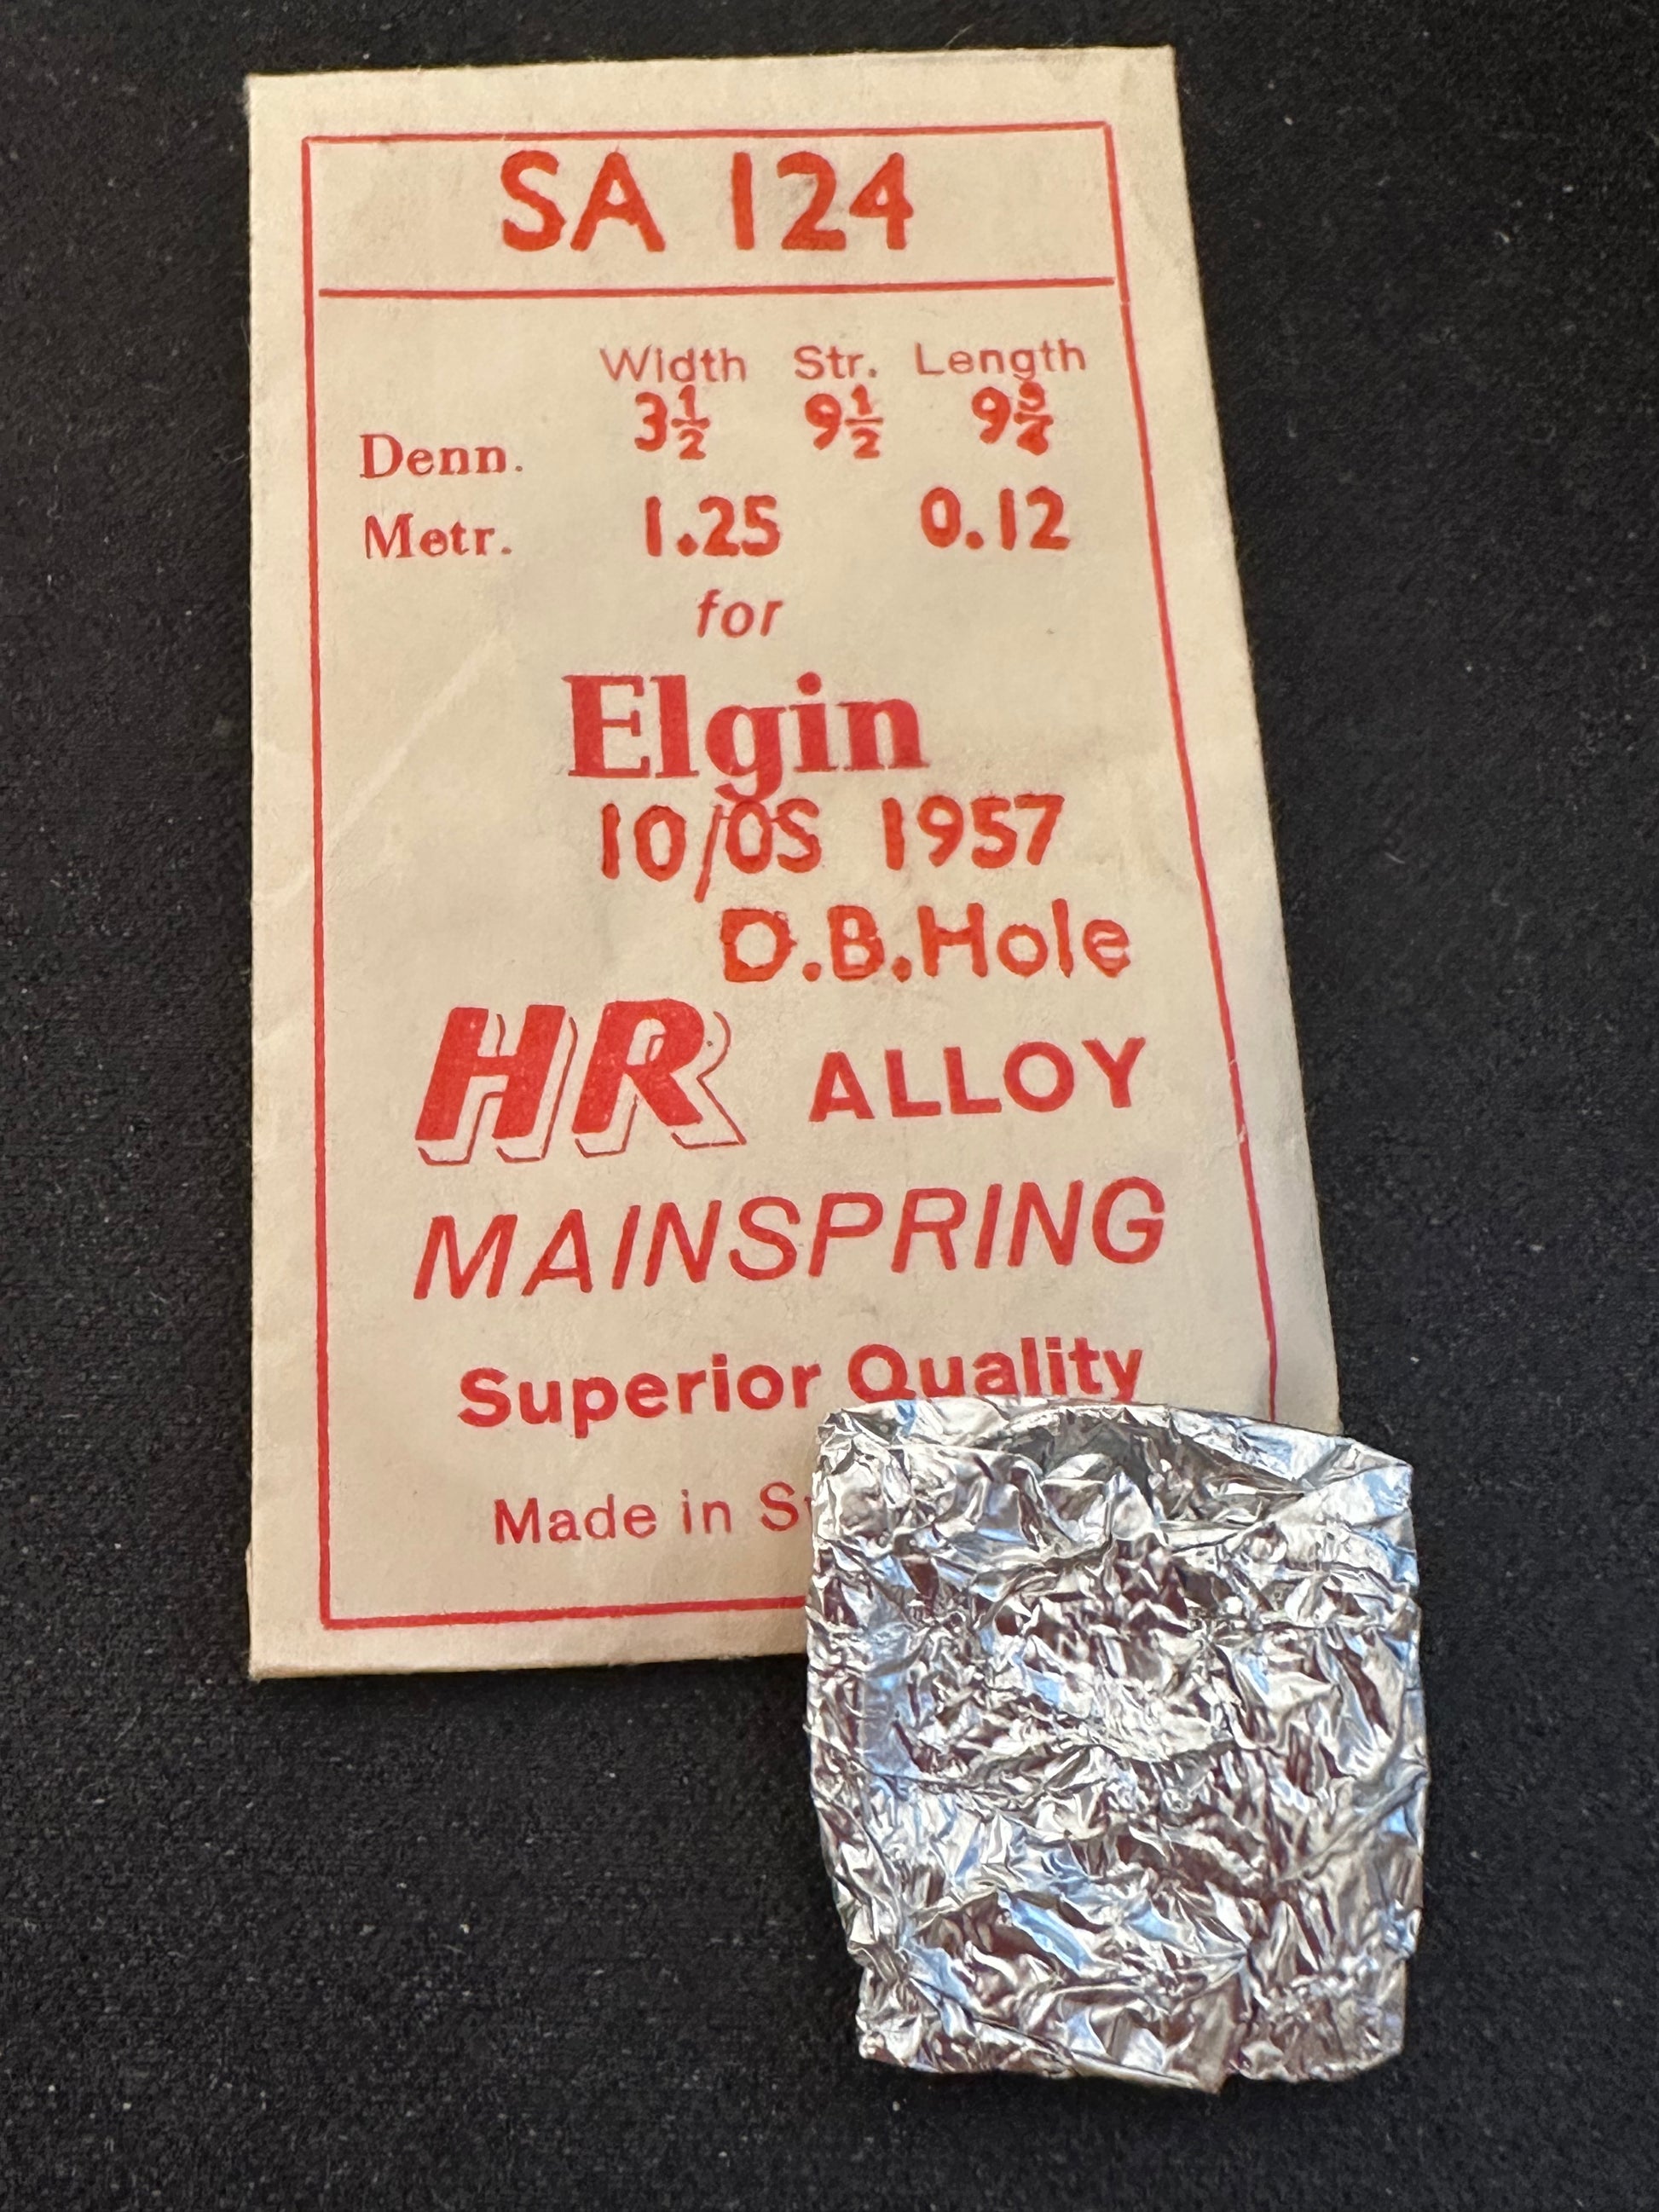 SA 124
Width Str. Length
Denn. 3½ 9½ 9¾
Metr. 1.25 0.12
for
Elgin
10/0S 1957
D.B.Hole
HR ALLOY
MAINSPRING
Superior Quality
Made in